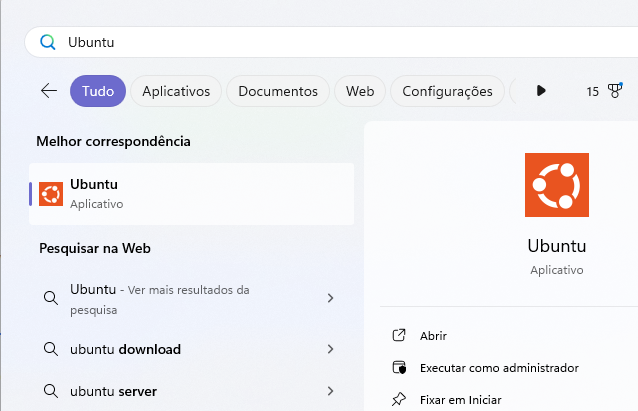 Ubuntu
Tudo
Aplicativos
Documentos
Web
Configurações
15
Melhor correspondência
Ubuntu
Aplicativo
Pesquisar na Web
Ubuntu - Ver mais resultados da
pesquisa
ubuntu download
ubuntu server
Ubuntu
Aplicativo
Abrir
Executar como administrador
Fixar em Iniciar